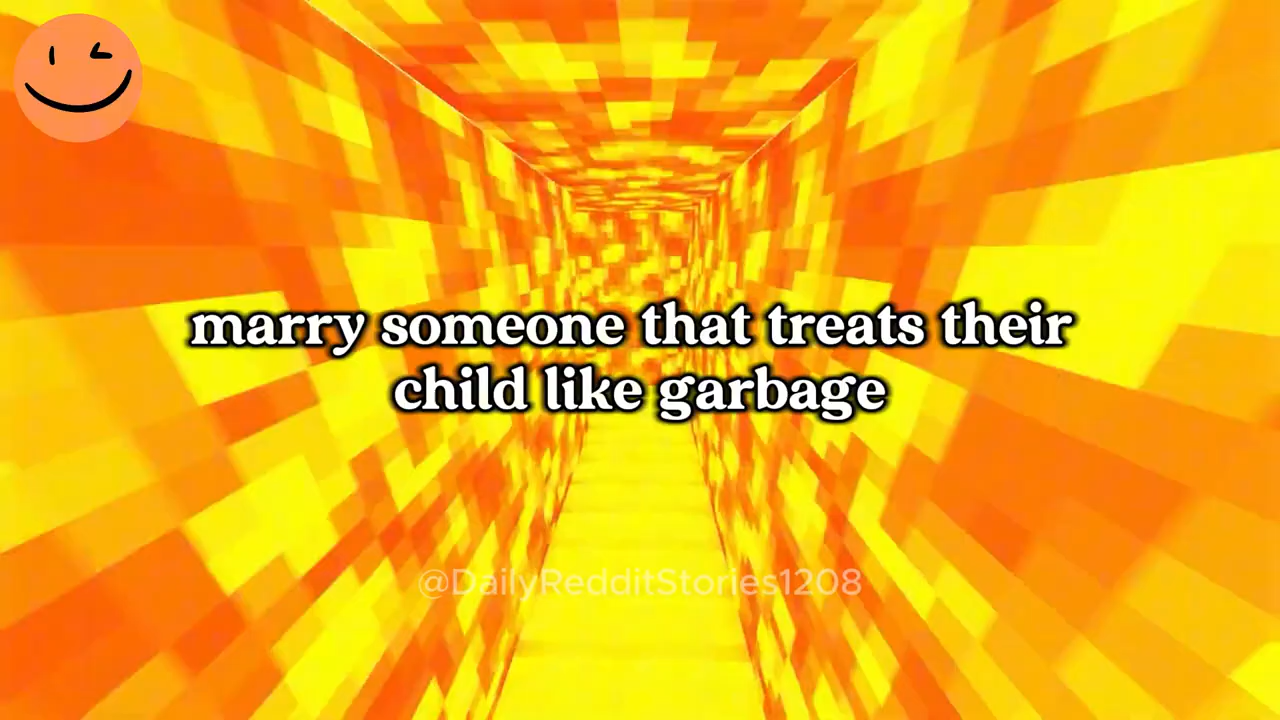 marry someone that treats their
child like garbage
@DailyRedditStories1208